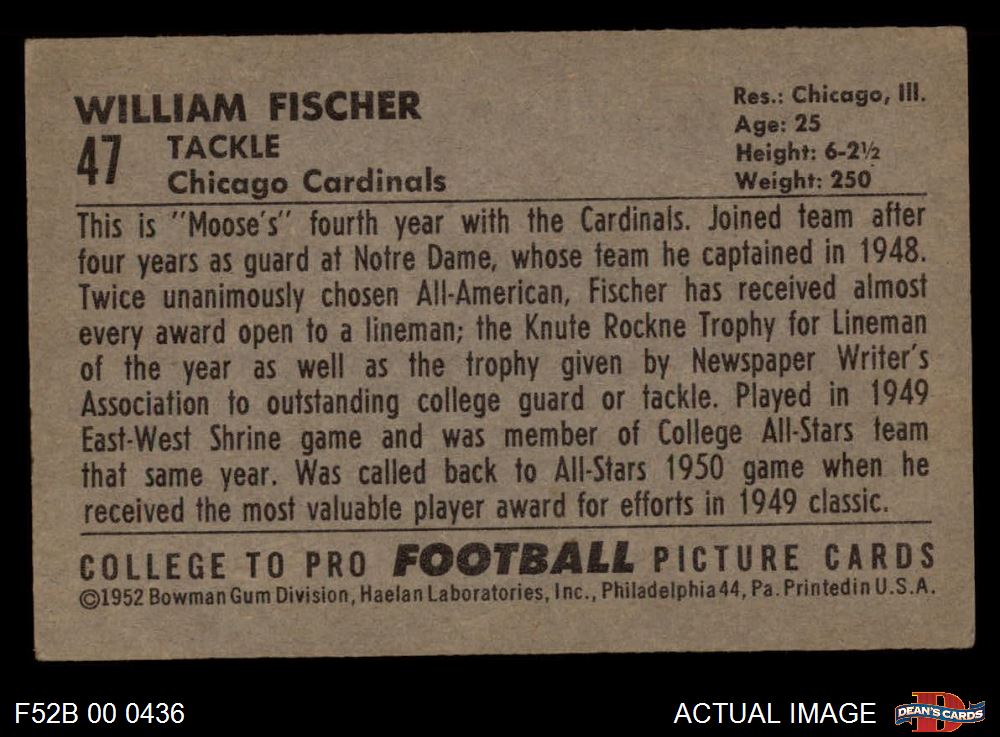 WILLIAM FISCHER
47
TACKLE
Chicago Cardinals
Res.: Chicago, Ill.
Age: 25
Height: 6-2½
Weight: 250
This is "Moose's" fourth year with the Cardinals. Joined team after
four years as guard at Notre Dame, whose team he captained in 1948.
Twice unanimously chosen All-American, Fischer has received almost
every award open to a lineman; the Knute Rockne Trophy for Lineman
of the year as well as the trophy given by Newspaper Writer's
Association to outstanding college guard or tackle. Played in 1949
East-West Shrine game and was member of College All-Stars team
that same year. Was called back to All-Stars 1950 game when he
received the most valuable player award for efforts in 1949 classic.
COLLEGE TO PRO FOOTBALL PICTURE CARDS
©1952 Bowman Gum Division, Haelan Laboratories, Inc., Philadelphia 44, Pa. Printed in U.S.A.
F52B 00 0436
ACTUAL IMAGE
DEAN'S CARDS